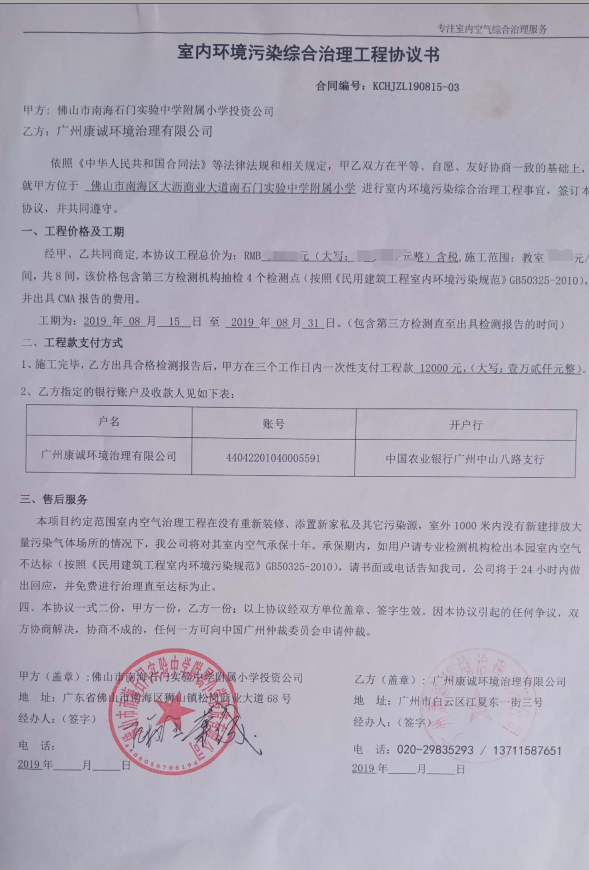 专注室内空气综合治理服务
室内环境污染综合治理工程协议书
合同编号：KCHJZL190815-03
甲方：佛山市南海石门实验中学附属小学投资公司
乙方：广州康诚环境治理有限公司
依照《中华人民共和国合同法》等法律法规和相关规定，甲乙双方在平等、自愿、友好协商一致的基础上，
就甲方位于 佛山市南海区大沥商业大道南石门实验中学附属小学 进行室内环境污染综合治理工程事宜，签订本
协议，并共同遵守。
一、工程价格及工期
经甲、乙共同商定,本协议工程总价为：RMB 元（大写： 元整）含税,施工范围：教室 元/
间，共8间，该价格包含第三方检测机构抽检4个检测点（按照《民用建筑工程室内环境污染规范》GB50325-2010），
并出具CMA报告的费用。
工期为：2019 年 08 月 15 日 至 2019 年 08 月 31 日。（包含第三方检测直至出具检测报告的时间）
二、工程款支付方式
1、施工完毕，乙方出具合格检测报告后，甲方在三个工作日内一次性支付工程款 12000 元，（大写：壹万贰仟元整）。
2、乙方指定的银行账户及收款人见如下表：
户名 账号 开户行
广州康诚环境治理有限公司 44042201040005591 中国农业银行广州中山八路支行
三、售后服务
本项目约定范围室内空气治理工程在没有重新装修、添置新家私及其它污染源，室外1000米内没有新建排放大
量污染气体场所的情况下，我公司将对其室内空气承保十年。承保期内，如用户请专业检测机构检出本园室内空气
不达标（按照《民用建筑工程室内环境污染规范》GB50325-2010），请书面或电话告知我司，公司将于24小时内做
出回应，并免费进行治理直至达标为止。
四、本协议一式二份，甲方一份，乙方一份；以上协议经双方单位盖章、签字生效。因本协议引起的任何争议，双
方协商解决，协商不成的，任何一方可向中国广州仲裁委员会申请仲裁。
甲方（盖章）:佛山市南海石门实验中学附属小学投资公司
地 址：广东省佛山市南海区狮山镇松岗商业大道68号
经办人：（签字）
电 话：
2019年____月____日
乙方（盖章）：广州康诚环境治理有限公司
地 址：广州市白云区江夏东一街三号
经办人：（签字）
电 话：020-29835293 / 13711587651
2019年____月____日